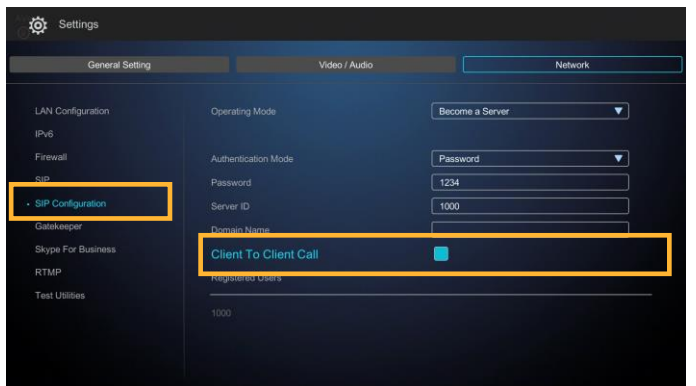 Settings
General Setting Video / Audio Network
LAN Configuration Operating Mode Become a Server
IPv6
Firewall Authentication Mode Password
SIP Password 1234
SIP Configuration Server ID 1000
Gatekeeper Domain Name
Skype For Business Client To Client Call
RTMP Registered Users
Test Utilities
1000